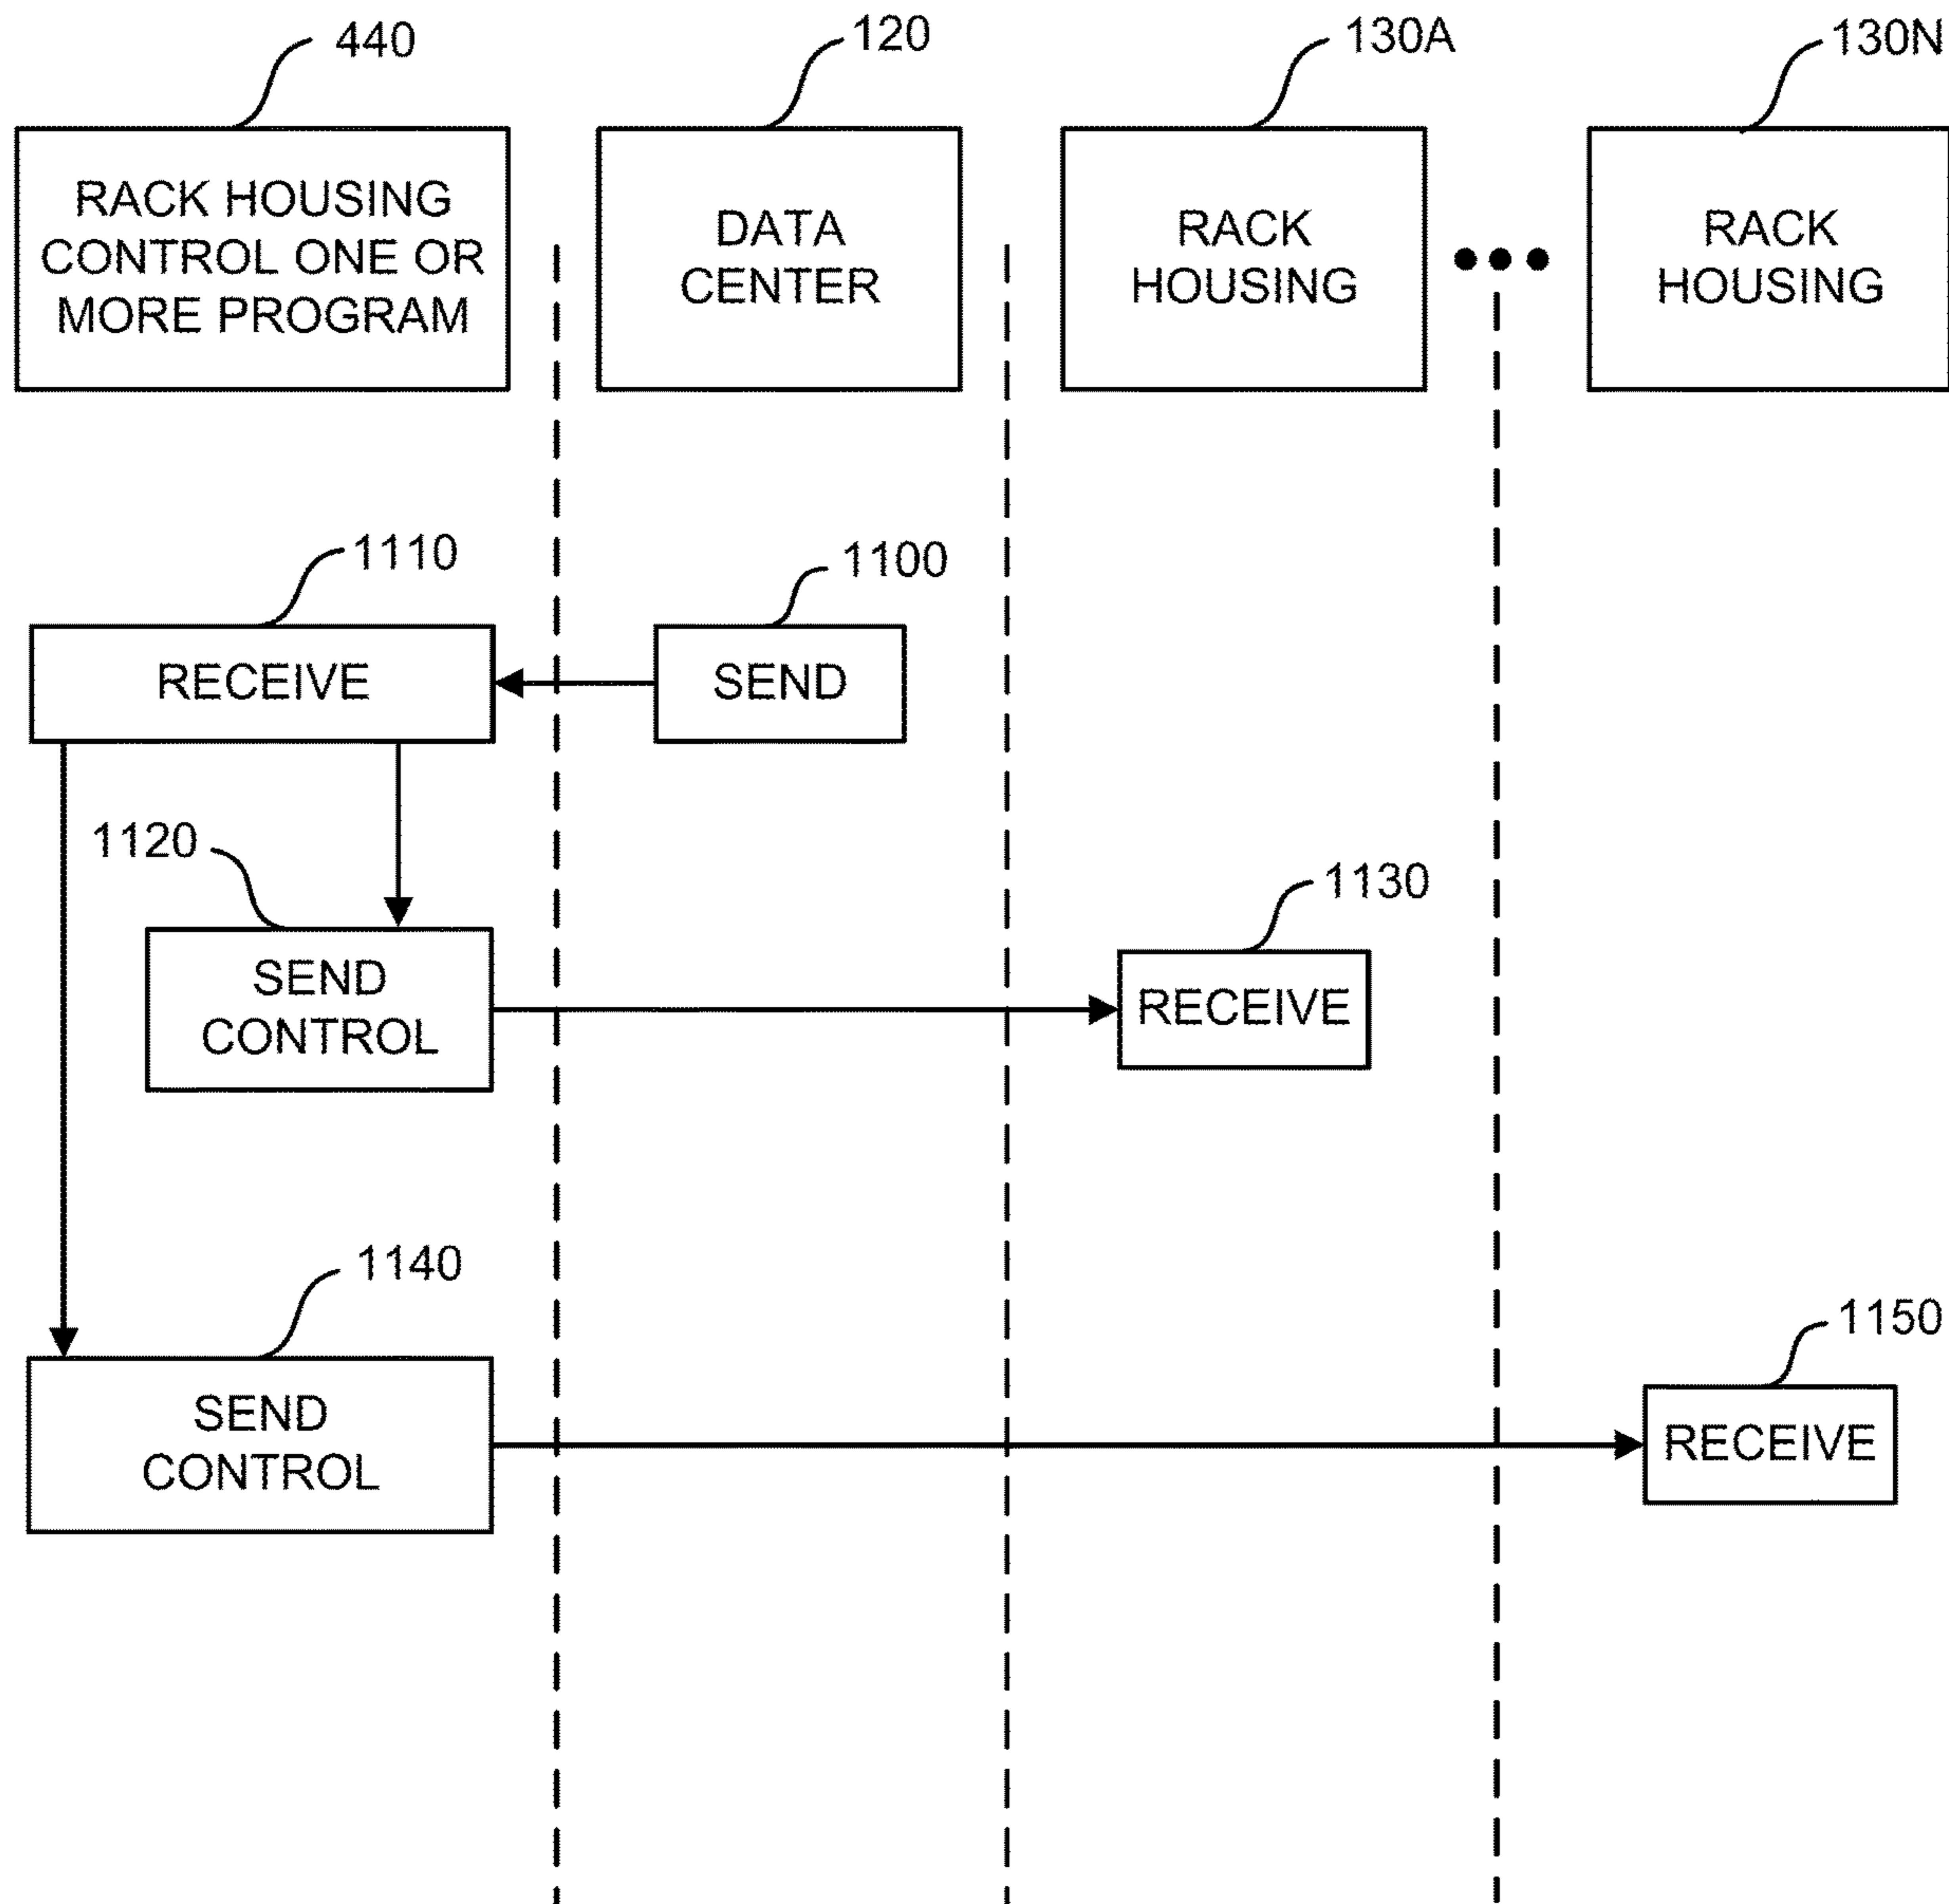 440
120
130A
130N
RACK HOUSING
CONTROL ONE OR
MORE PROGRAM
DATA
CENTER
RACK
HOUSING
RACK
HOUSING
1110
1100
RECEIVE
SEND
1120
1130
SEND
CONTROL
RECEIVE
1140
1150
SEND
CONTROL
RECEIVE